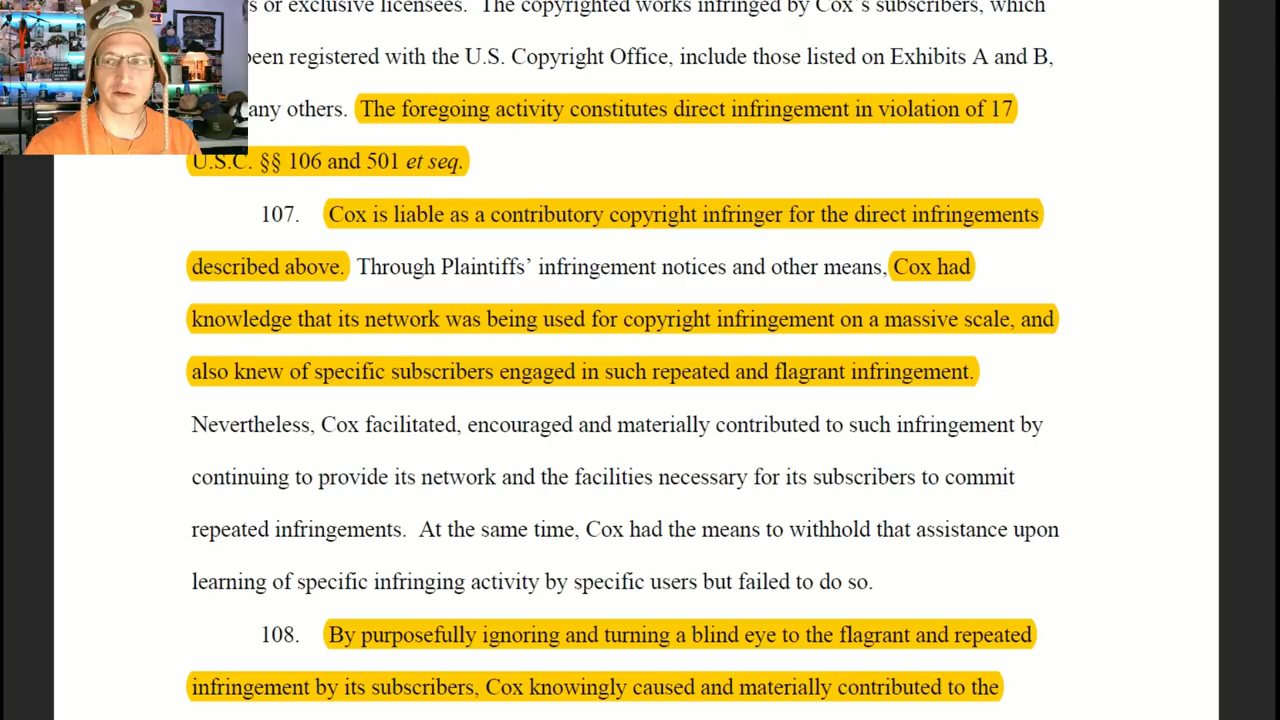 s or exclusive licensees. The copyrighted works infringed by Cox's subscribers, which
een registered with the U.S. Copyright Office, include those listed on Exhibits A and B,
any others. The foregoing activity constitutes direct infringement in violation of 17
U.S.C. §§ 106 and 501 et seq.
107. Cox is liable as a contributory copyright infringer for the direct infringements
described above. Through Plaintiffs' infringement notices and other means, Cox had
knowledge that its network was being used for copyright infringement on a massive scale, and
also knew of specific subscribers engaged in such repeated and flagrant infringement.
Nevertheless, Cox facilitated, encouraged and materially contributed to such infringement by
continuing to provide its network and the facilities necessary for its subscribers to commit
repeated infringements. At the same time, Cox had the means to withhold that assistance upon
learning of specific infringing activity by specific users but failed to do so.
108. By purposefully ignoring and turning a blind eye to the flagrant and repeated
infringement by its subscribers, Cox knowingly caused and materially contributed to the